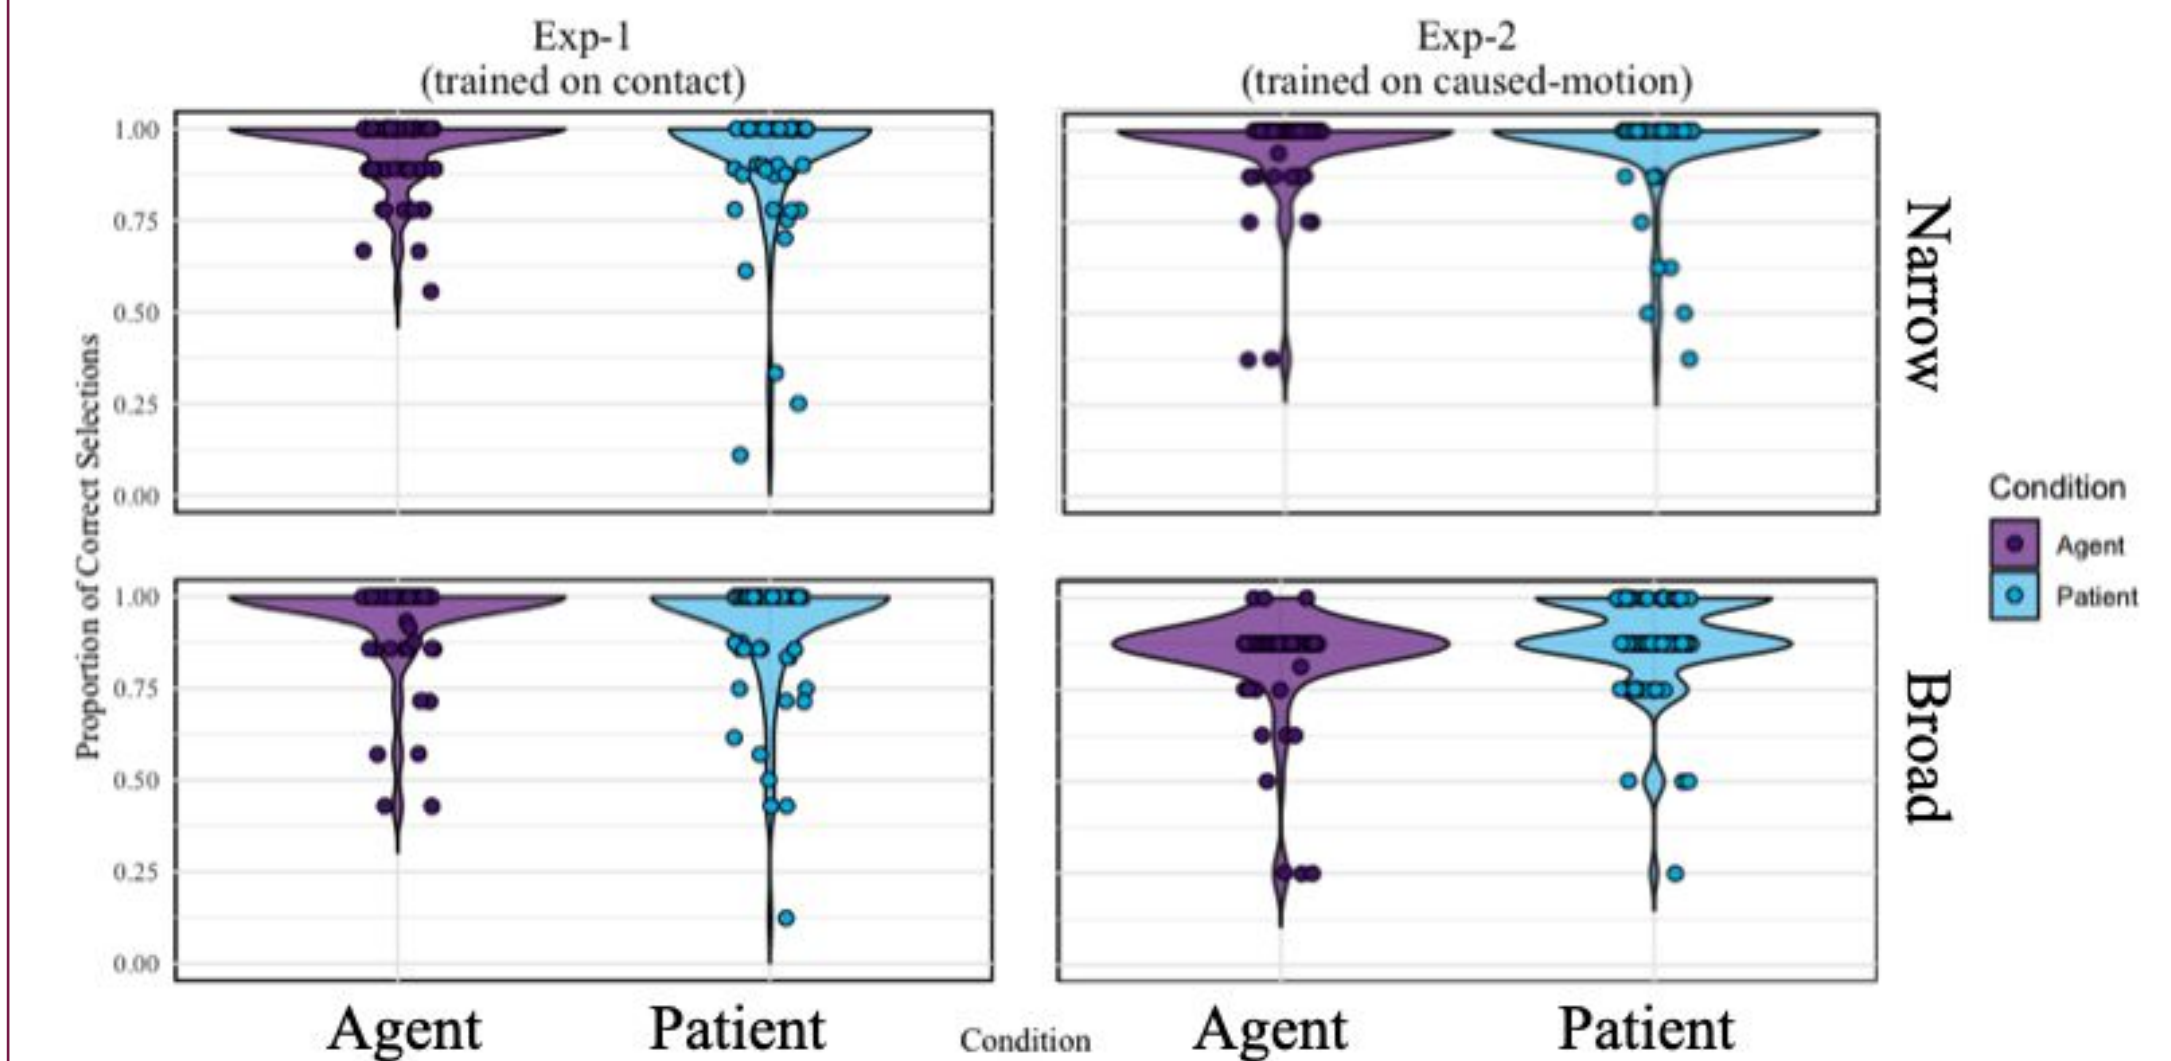 Exp-1
(trained on contact)
Exp-2
(trained on caused-motion)
Proportion of Correct Selections
1.00
0.75
0.50
0.25
0.00
Narrow
1.00
0.75
0.50
0.25
0.00
Broad
Condition
Agent
Patient
Agent
Patient
Condition
Agent
Patient